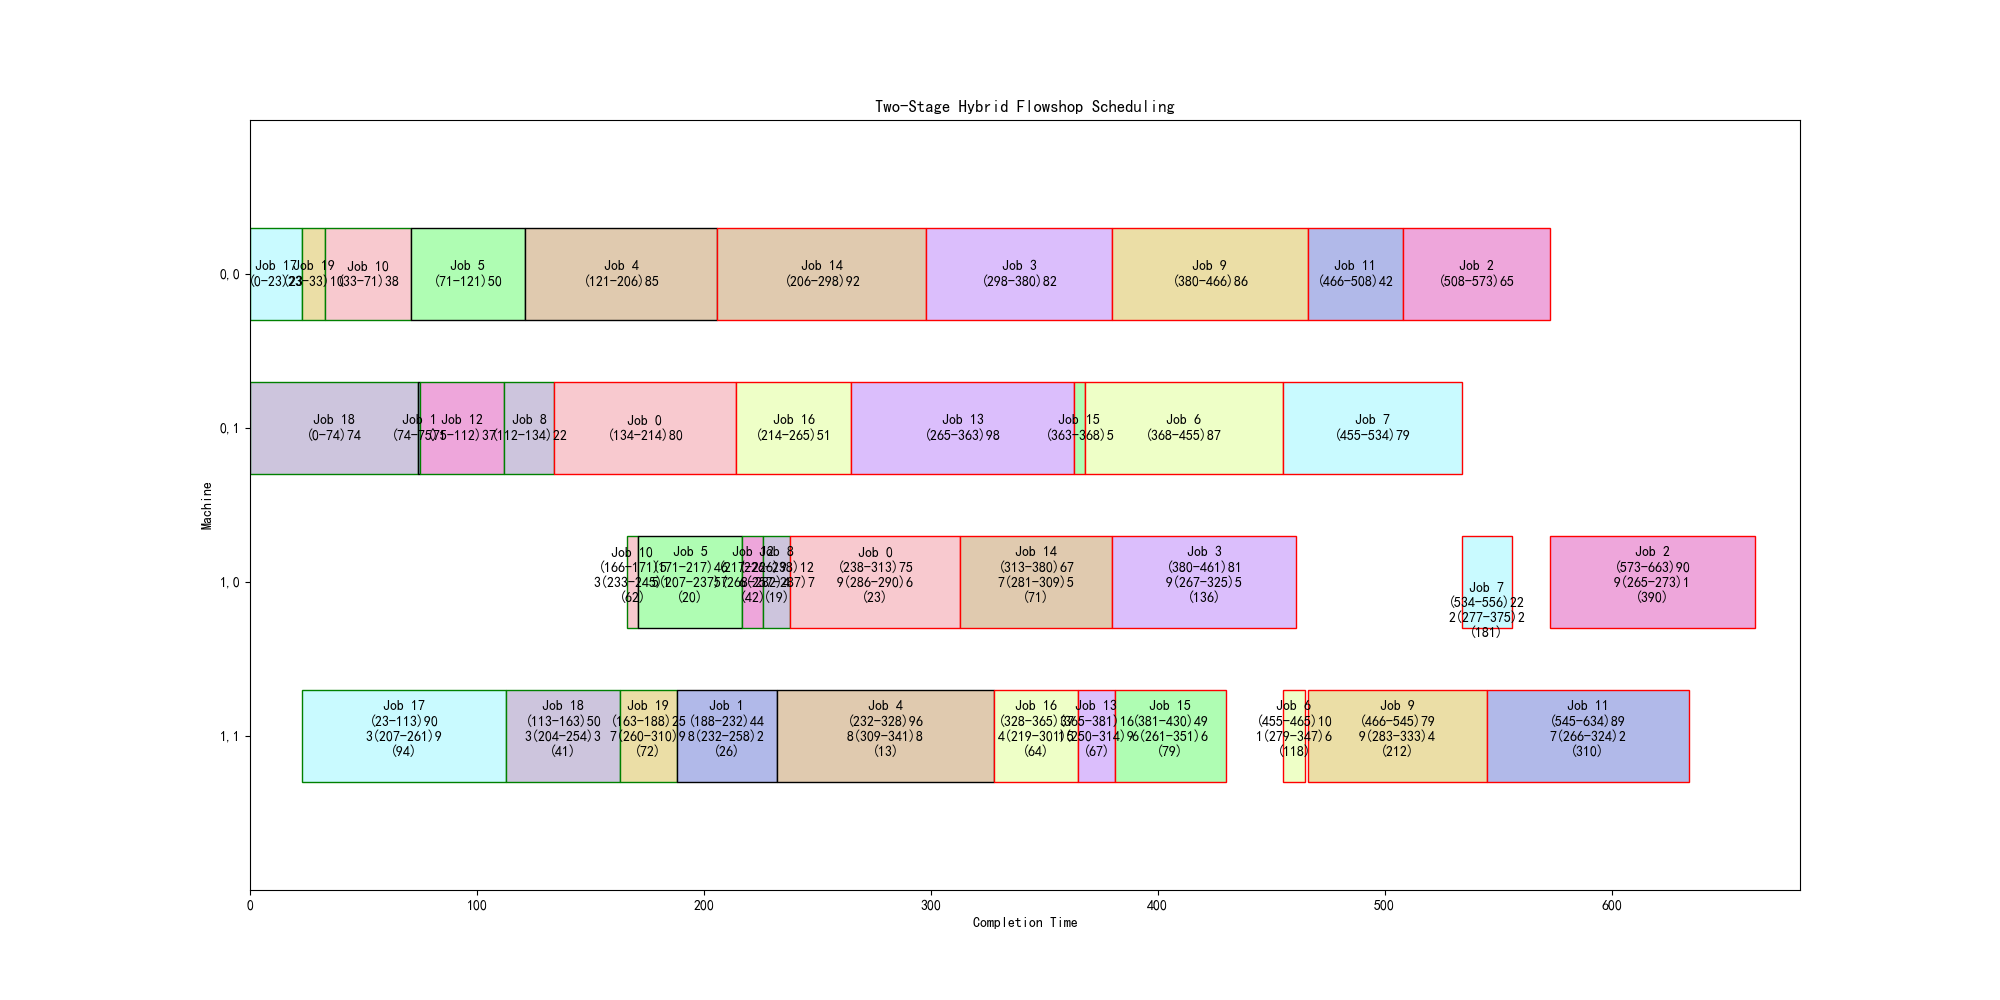 Two-Stage Hybrid Flowshop Scheduling
Machine
0,0
Job 17
(0-23)23
Job 19
(23-33)10
Job 10
(33-71)38
Job 5
(71-121)50
Job 4
(121-206)85
Job 14
(206-298)92
Job 3
(298-380)82
Job 9
(380-466)86
Job 11
(466-508)42
Job 2
(508-573)65
0,1
Job 18
(0-74)74
Job 1
(74-75)1
Job 12
(75-112)37
Job 8
(112-134)22
Job 0
(134-214)80
Job 16
(214-265)51
Job 13
(265-363)98
Job 15
(363-368)5
Job 6
(368-455)87
Job 7
(455-534)79
1,0
Job 10
(166-171)5
3(233-245)1
(62)
Job 5
(171-217)46
(207-237)
(20)
Job 12
(217-226)9
(42)
Job 8
(226-238)12
(19)
Job 0
(238-313)75
9(286-290)6
(23)
Job 14
(313-380)67
7(281-309)5
(71)
Job 3
(380-461)81
9(267-325)5
(136)
Job 7
(534-556)22
2(277-375)2
(181)
Job 2
(573-663)90
9(265-273)1
(390)
1,1
Job 17
(23-113)90
3(207-261)9
(94)
Job 18
(113-163)50
3(204-254)3
(41)
Job 19
(163-188)25
7(260-310)9
(72)
Job 1
(188-232)44
8(232-258)2
(26)
Job 4
(232-328)96
8(309-341)8
(13)
Job 16
(328-365)37
4(219-301)5
(64)
Job 13
(365-381)16
(250-314)9
(67)
Job 15
(381-430)49
6(261-351)6
(79)
Job 6
(455-465)10
1(279-347)6
(118)
Job 9
(466-545)79
9(283-333)4
(212)
Job 11
(545-634)89
7(266-324)2
(310)
0
100
200
300
400
500
600
Completion Time